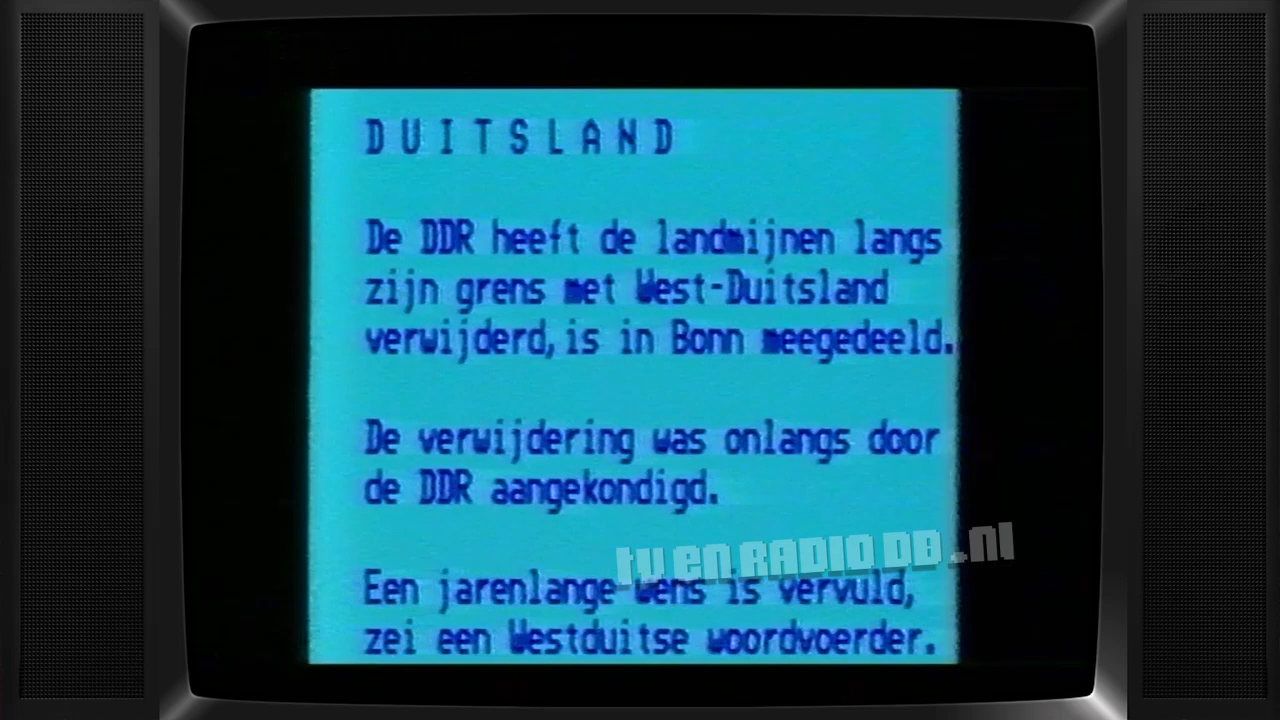 DUITSLAND
De DDR heeft de landmijnen langs
zijn grens met West-Duitsland
verwijderd, is in Bonn meegedeeld.
De verwijdering was onlangs door
de DDR aangekondigd.
tv en RADIO DB.nl
Een jarenlange wens is vervuld,
zei een Westduitse woordvoerder.